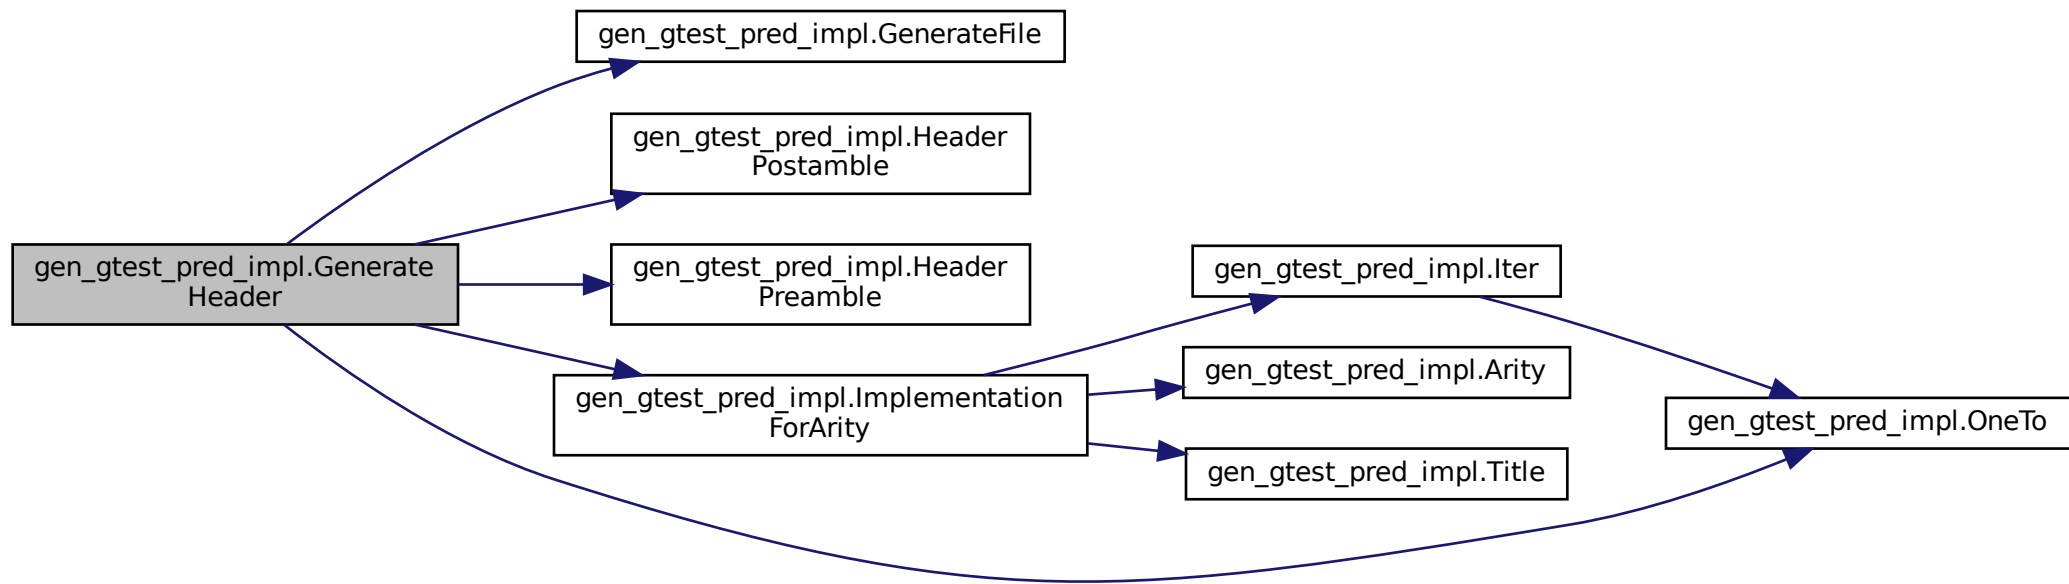 gen_gtest_pred_impl.GenerateFile
gen_gtest_pred_impl.Header
Postamble
gen_gtest_pred_impl.Generate
Header
gen_gtest_pred_impl.Header
Preamble
gen_gtest_pred_impl.Implementation
ForArity
gen_gtest_pred_impl.Iter
gen_gtest_pred_impl.Arity
gen_gtest_pred_impl.Title
gen_gtest_pred_impl.OneTo